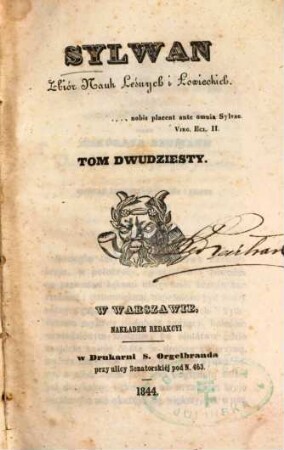 SYLWAN
Zbiór Nauk Leśnych i Łowieckich.
.... nobis placent ante omnia Sylvae
VIRG. ECL. II.
TOM DWUDZIESTY.
W WARSZAWIE,
NAKŁADEM REDAKCYI
w Drukarni S. Orgelbranda
przy ulicy Senatorskiéj pod N. 463.
1844.